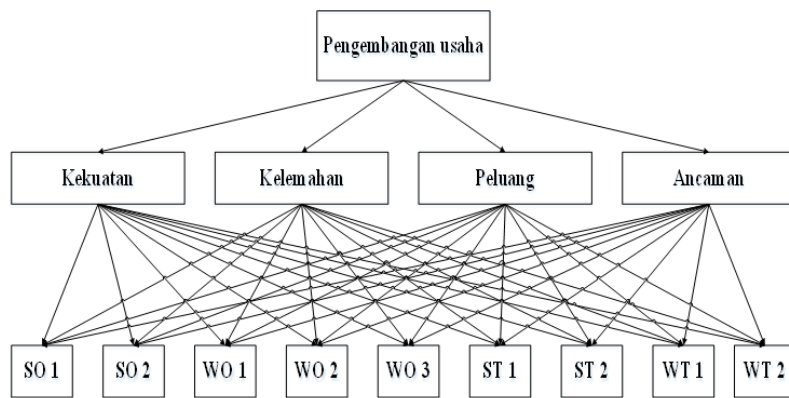 Pengembangan usaha
Kekuatan
Kelemahan
Peluang
Ancaman
SO 1
SO 2
WO 1
WO 2
WO 3
ST 1
ST 2
WT 1
WT 2